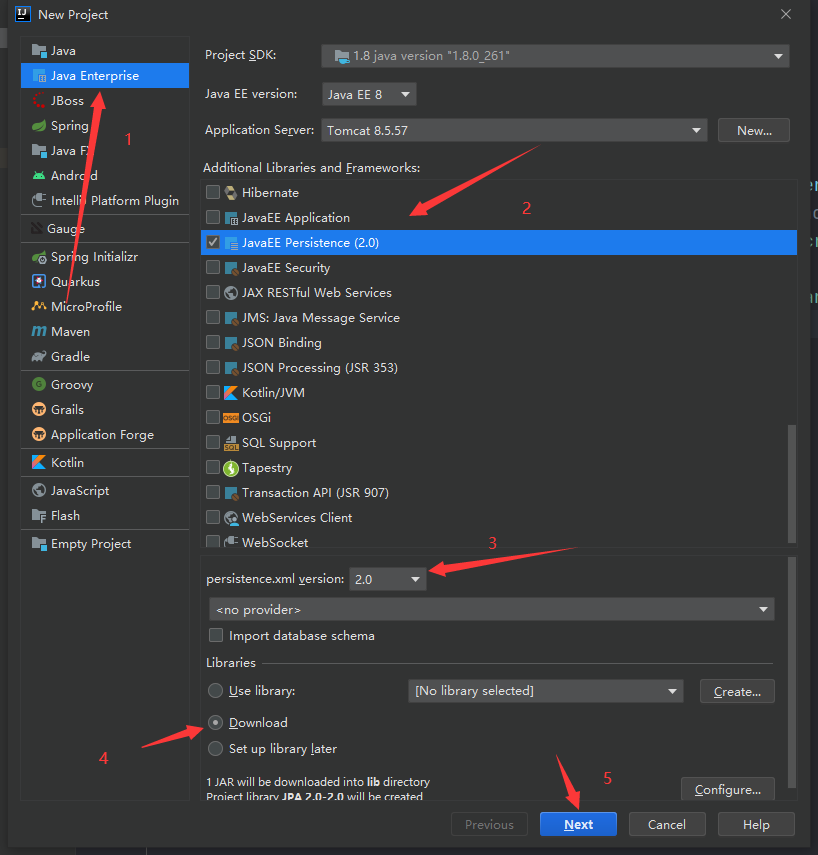 New Project
Java
Java Enterprise
JBoss
Spring
Java F
Android
IntelliJ Platform Plugin
Gauge
Spring Initializr
Quarkus
MicroProfile
Maven
Gradle
Groovy
Grails
Application Forge
Kotlin
JavaScript
Flash
Empty Project
1
Project SDK:
1.8 java version "1.8.0_261"
Java EE version:
Java EE 8
Application Server:
Tomcat 8.5.57
New...
Additional Libraries and Frameworks:
Hibernate
JavaEE Application
2
JavaEE Persistence (2.0)
JavaEE Security
JAX RESTful Web Services
JMS: Java Message Service
JSON Binding
JSON Processing (JSR 353)
Kotlin/JVM
OSGi
SQL Support
Tapestry
Transaction API (JSR 907)
WebServices Client
WebSocket
3
persistence.xml version:
2.0
<no provider>
Import database schema
Libraries
Use library:
[No library selected]
Create...
Download
4
Set up library later
1 JAR will be downloaded into lib directory
Project library JPA 2.0-2.0 will be created
Configure...
5
Previous
Next
Cancel
Help